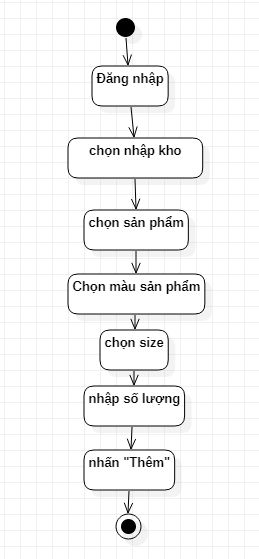 Đăng nhập
chọn nhập kho
chọn sản phẩm
Chọn màu sản phẩm
chọn size
nhập số lượng
nhấn "Thêm"